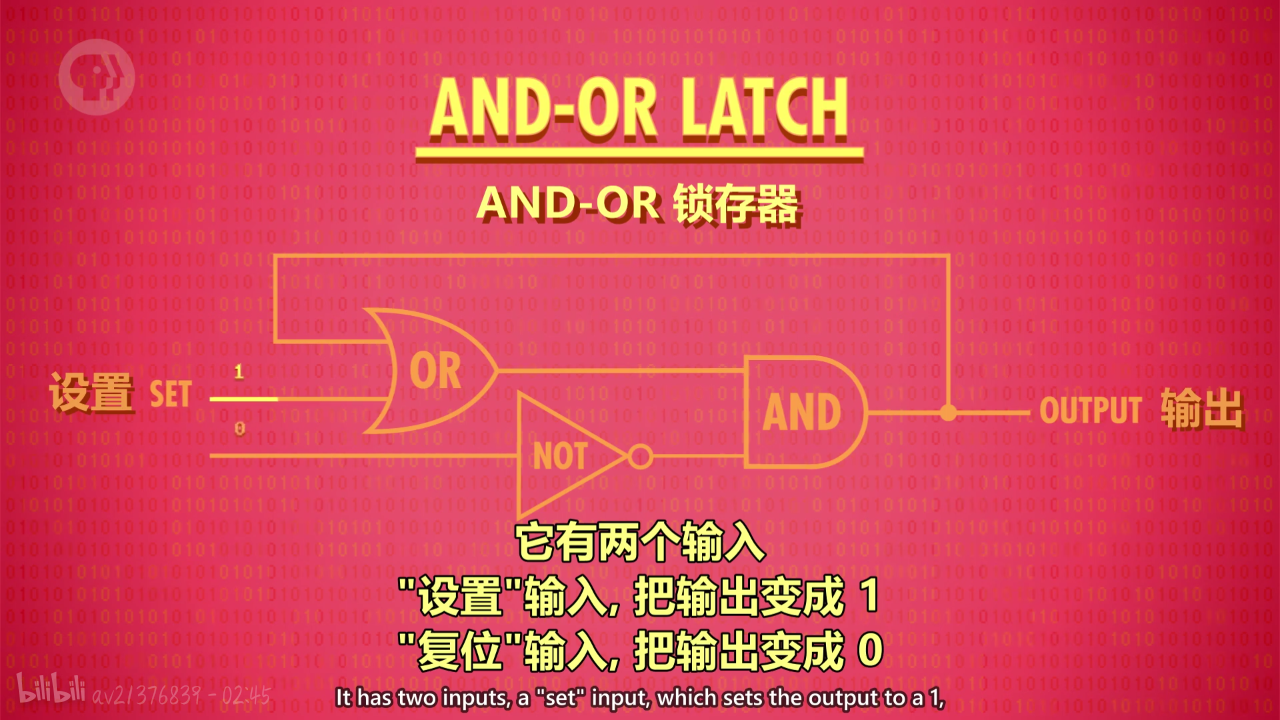 AND-OR LATCH
AND-OR 锁存器
设置 SET
1
0
OR
NOT
AND
OUTPUT 输出
它有两个输入
"设置"输入, 把输出变成 1
"复位"输入, 把输出变成 0
It has two inputs, a "set" input, which sets the output to a 1,
bilibili av21376839 - 02:45